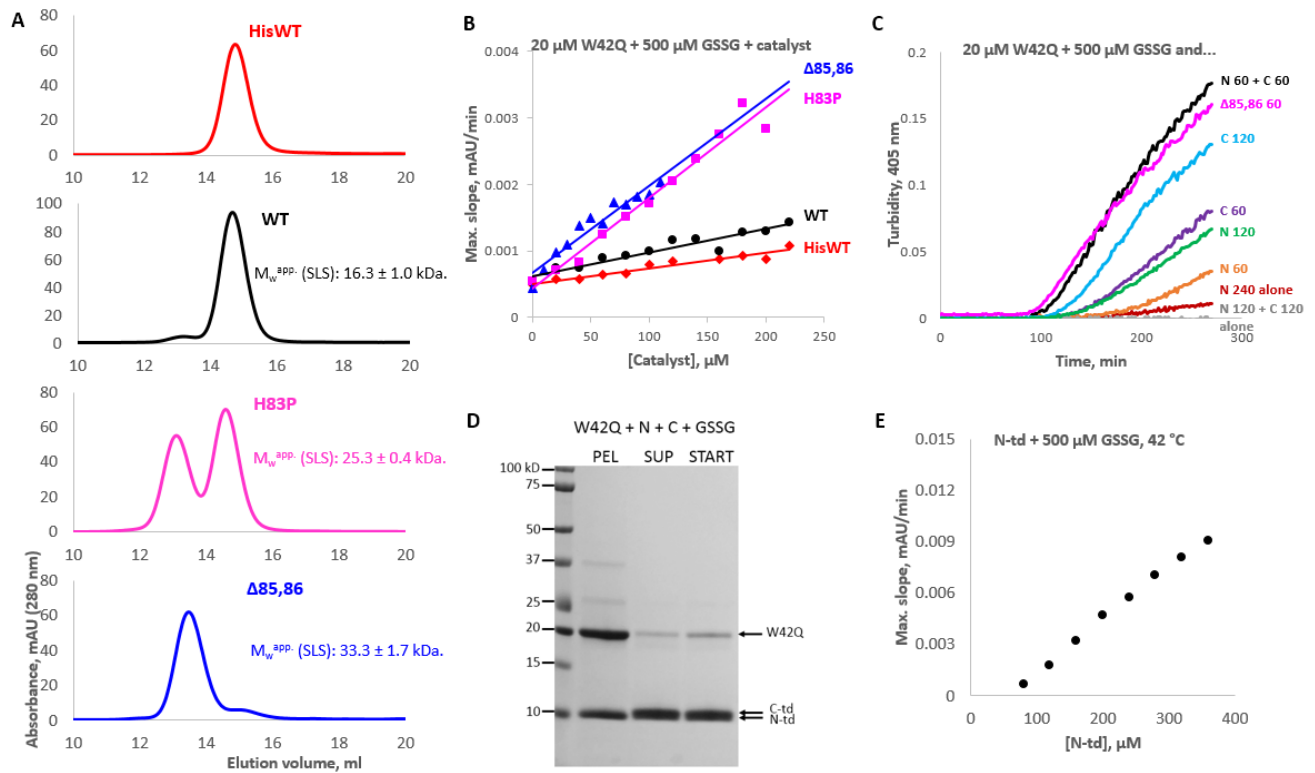 A
HisWT
80
60
40
20
0
10 12 14 16 18 20
WT
Mwapp. (SLS): 16.3 ± 1.0 kDa.
100
80
60
40
20
0
10 12 14 16 18 20
H83P
Mwapp. (SLS): 25.3 ± 0.4 kDa.
80
60
40
20
0
10 12 14 16 18 20
Δ85,86
Mwapp. (SLS): 33.3 ± 1.7 kDa.
80
60
40
20
0
10 12 14 16 18 20
Absorbance, mAU (280 nm)
Elution volume, ml
B
20 µM W42Q + 500 µM GSSG + catalyst
Δ85,86
H83P
WT
HisWT
0.004
0.003
0.002
0.001
0
0 50 100 150 200 250
Max. slope, mAU/min
[Catalyst], µM
C
20 µM W42Q + 500 µM GSSG and...
0.2
0.15
0.1
0.05
0
0 100 200 300
Turbidity, 405 nm
Time, min
N 60 + C 60
Δ85,86 60
C 120
C 60
N 120
N 60
N 240 alone
N 120 + C 120
alone
D
W42Q + N + C + GSSG
PEL SUP START
100 kD
75
50
37
25
20
15
10
W42Q
C-td
N-td
E
N-td + 500 µM GSSG, 42 °C
0.015
0.012
0.009
0.006
0.003
0
0 100 200 300 400
Max. slope, mAU/min
[N-td], µM